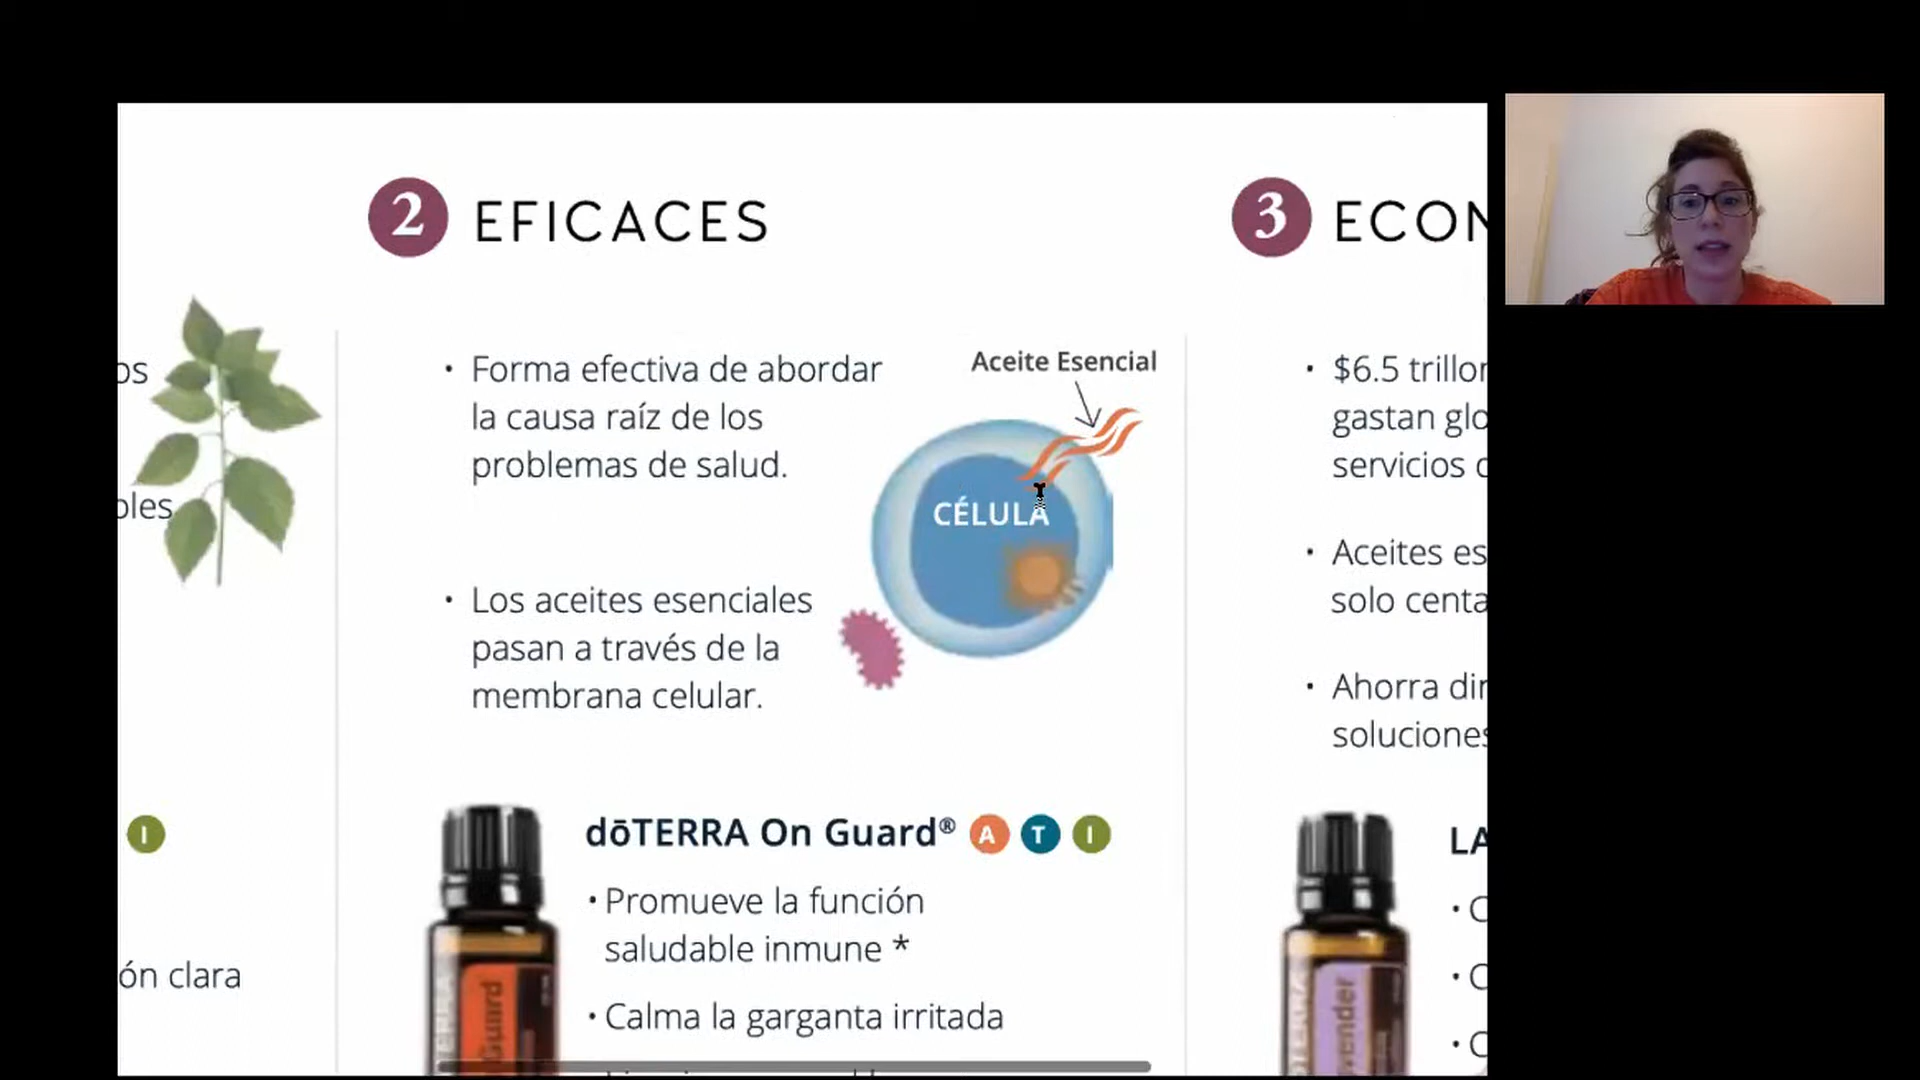 os
bles
I
ón clara
2 EFICACES
• Forma efectiva de abordar
la causa raíz de los
problemas de salud.
Aceite Esencial
CÉLULA
• Los aceites esenciales
pasan a través de la
membrana celular.
dōTERRA On Guard® A T I
• Promueve la función
saludable inmune *
• Calma la garganta irritada
Guard
3 ECON
• $6.5 trillon
gastan glo
servicios
• Aceites es
solo centa
• Ahorra din
soluciones
LA
vender